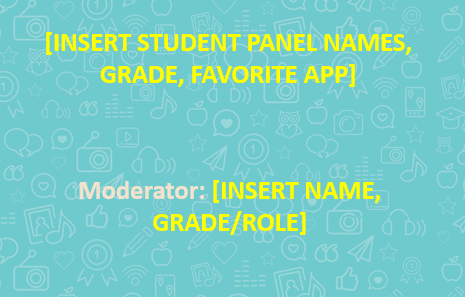 [INSERT STUDENT PANEL NAMES,
GRADE, FAVORITE APP]
Moderator: [INSERT NAME,
GRADE/ROLE]